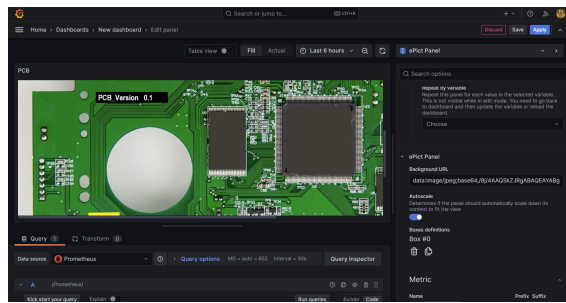 Search or jump to...
ctrl+k
Home > Dashboards > New dashboard > Edit panel
Discard Save Apply
Table view Fill Actual Last 6 hours
ePict Panel
PCB
Search options
PCB_Version 0.1
Repeat by variable
Repeat this panel for each value in the selected variable.
This is not visible while in edit mode. You need to go back
to dashboard and then update the variable or reload the
dashboard.
Choose
ePict Panel
Background URL
data:image/jpeg;base64,/9j/4AAQSkZJRgABAQEAYABg
Autoscale
Determines if the panel should automatically scale down its
content to fit the view
Boxes definitions
Box #0
Metric
Name Prefix Suffix
Query 1 Transform 0
Data source Prometheus Query options MD = auto = 652 Interval = 30s Query inspector
A (Prometheus)
Kick start your query Explain Run queries Builder Code